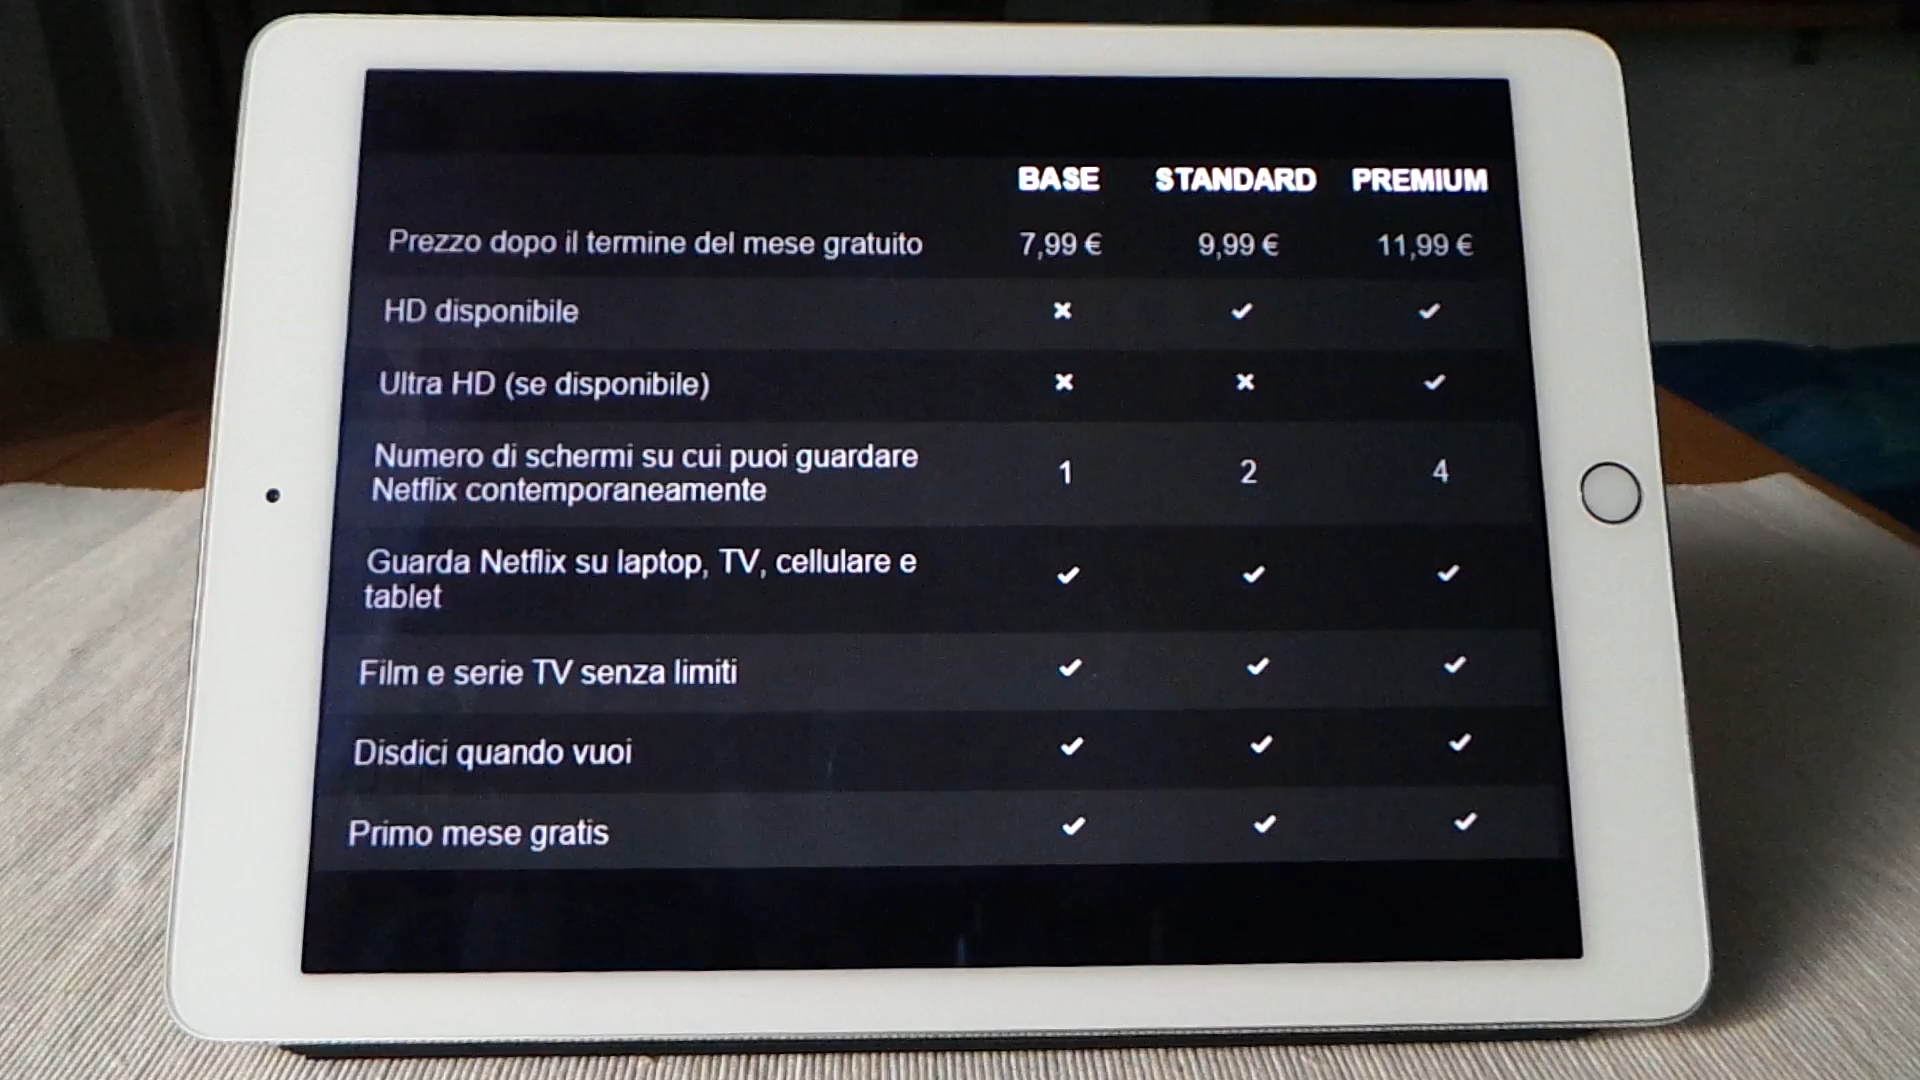 BASE STANDARD PREMIUM
Prezzo dopo il termine del mese gratuito 7,99 € 9,99 € 11,99 €
HD disponibile
Ultra HD (se disponibile)
Numero di schermi su cui puoi guardare
Netflix contemporaneamente 1 2 4
Guarda Netflix su laptop, TV, cellulare e
tablet
Film e serie TV senza limiti
Disdici quando vuoi
Primo mese gratis